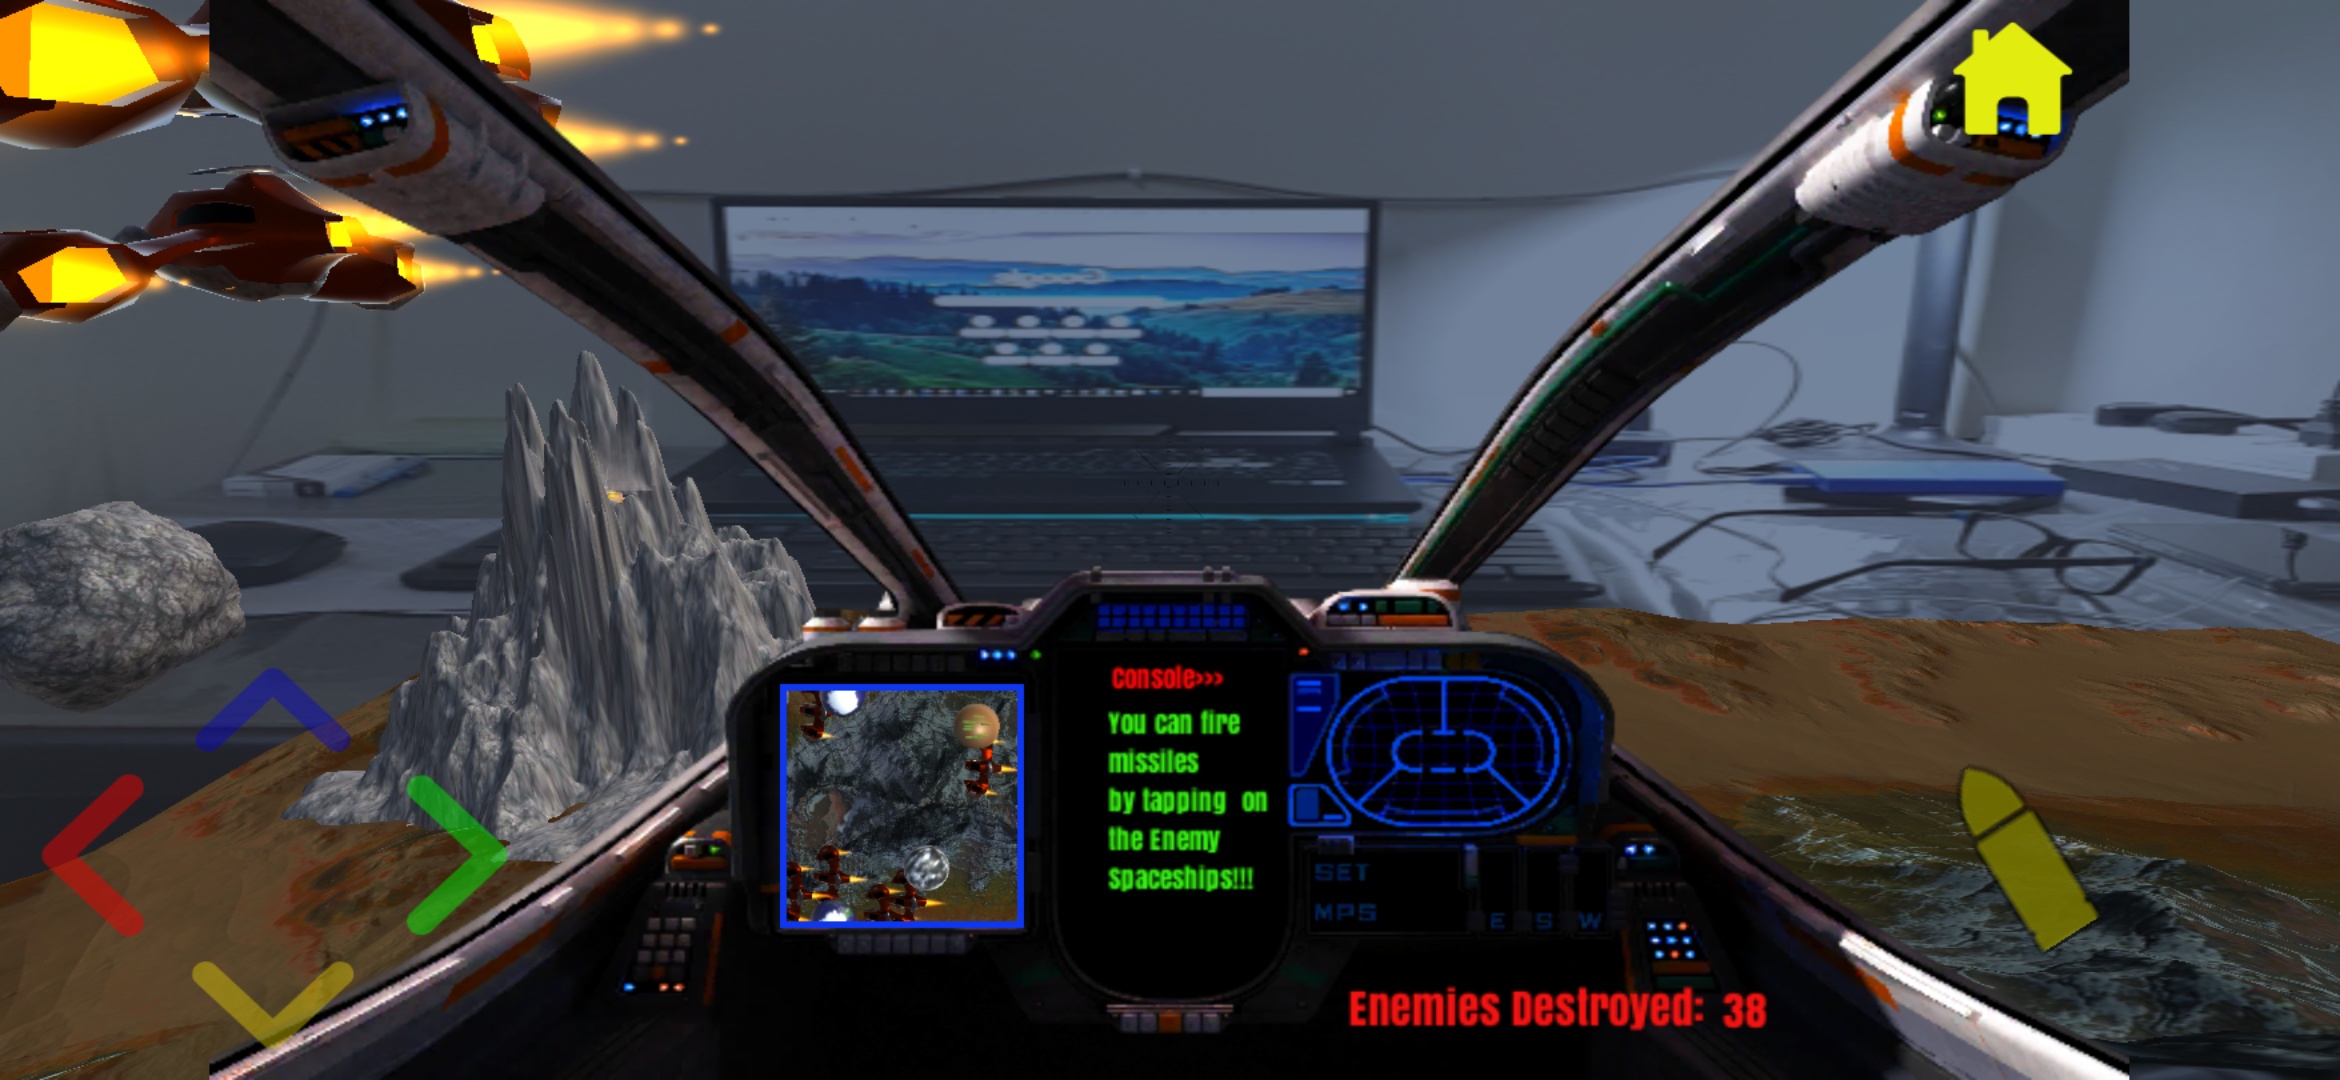 Console>>>
You can fire
missiles
by tapping on
the Enemy
Spaceships!!!
SET
MPS
E S W
Enemies Destroyed: 38